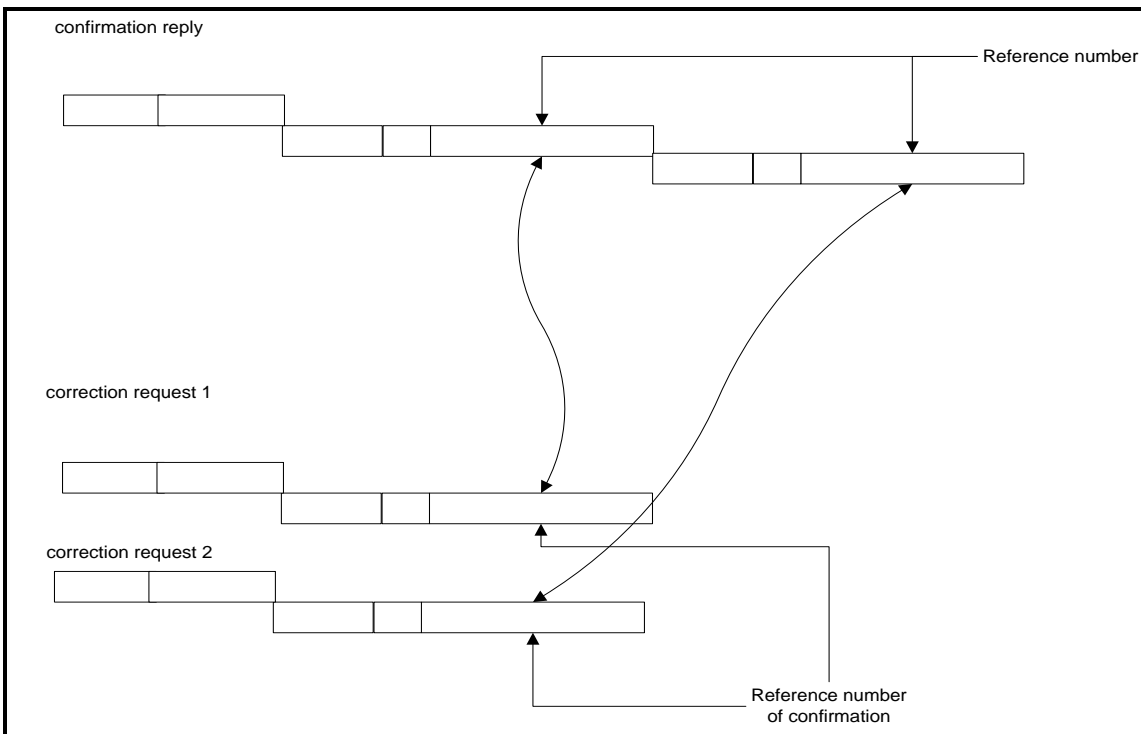 confirmation reply
Reference number
correction request 1
correction request 2
Reference number
of confirmation